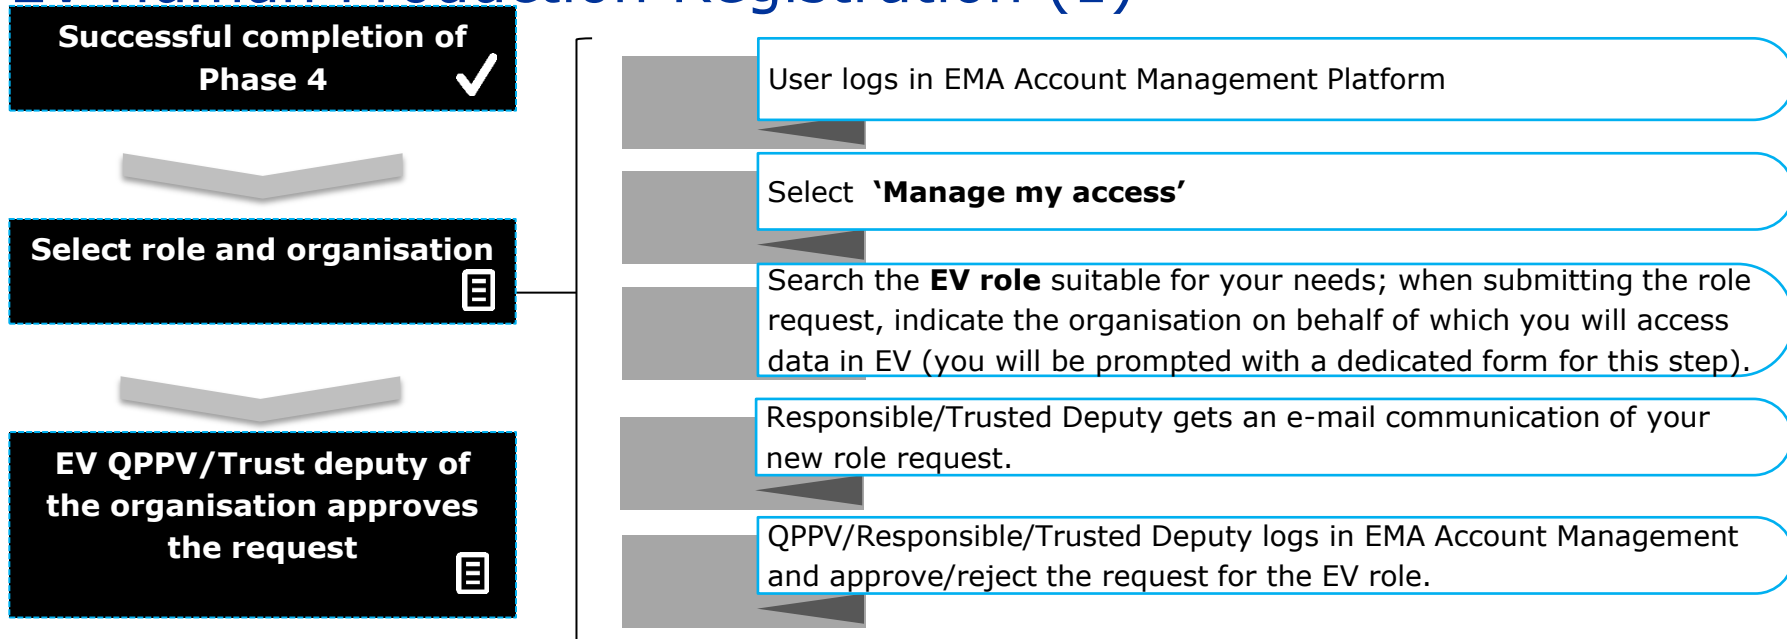 EV Human Production Registration (1)
Successful completion of
Phase 4
Select role and organisation
EV QPPV/Trust deputy of
the organisation approves
the request
User logs in EMA Account Management Platform
Select ‘Manage my access’
Search the EV role suitable for your needs; when submitting the role
request, indicate the organisation on behalf of which you will access
data in EV (you will be prompted with a dedicated form for this step).
Responsible/Trusted Deputy gets an e-mail communication of your
new role request.
QPPV/Responsible/Trusted Deputy logs in EMA Account Management
and approve/reject the request for the EV role.